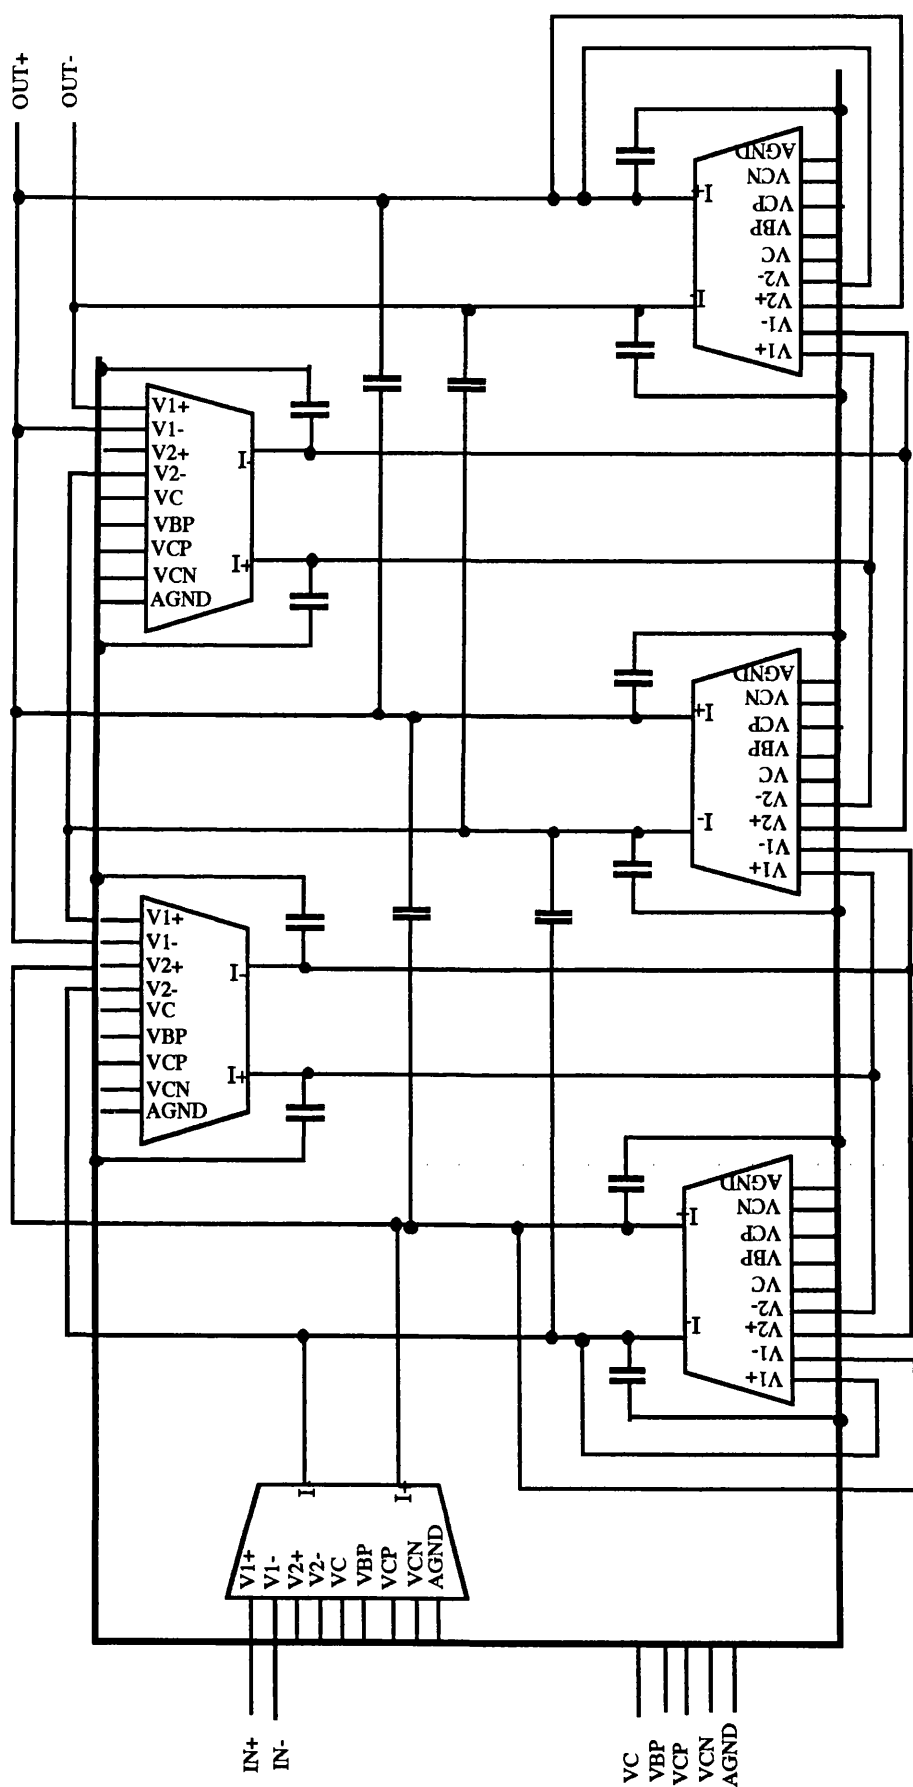 OUT+
OUT-
I+
I-
AGND
VCN
VCP
VBP
VC
V2-
V2+
V1-
V1+
V1+
V1-
V2+
V2-
VC
VBP
VCP
VCN
AGND
I-
I+
I+
I-
AGND
VCN
VCP
VBP
VC
V2-
V2+
V1-
V1+
V1+
V1-
V2+
V2-
VC
VBP
VCP
VCN
AGND
I-
I+
I+
I-
AGND
VCN
VCP
VBP
VC
V2-
V2+
V1-
V1+
I-
I+
V1+
V1-
V2+
V2-
VC
VBP
VCP
VCN
AGND
IN+
IN-
VC
VBP
VCP
VCN
AGND